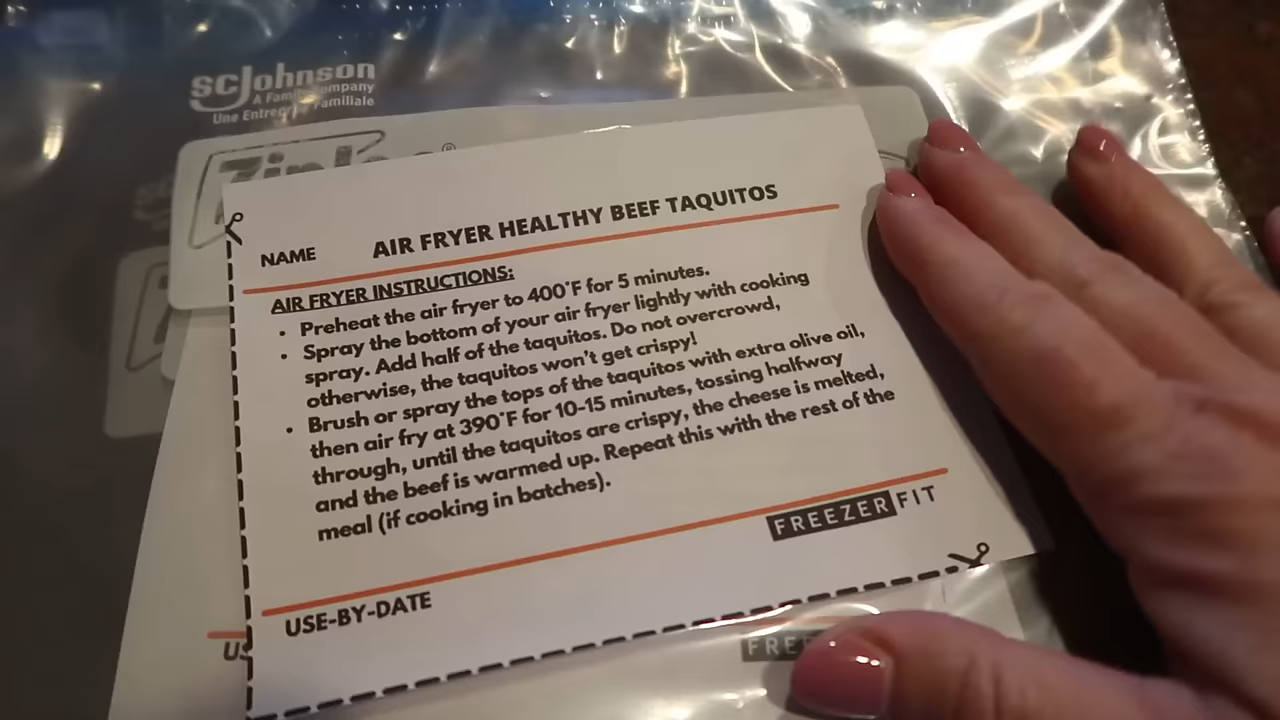 scJohnson
A Family Company
Une Entreprise Familiale
Ziploc®
NAME AIR FRYER HEALTHY BEEF TAQUITOS
AIR FRYER INSTRUCTIONS:
• Preheat the air fryer to 400°F for 5 minutes.
• Spray the bottom of your air fryer lightly with cooking
spray. Add half of the taquitos. Do not overcrowd,
otherwise, the taquitos won't get crispy!
• Brush or spray the tops of the taquitos with extra olive oil,
then air fry at 390°F for 10-15 minutes, tossing halfway
through, until the taquitos are crispy, the cheese is melted,
and the beef is warmed up. Repeat this with the rest of the
meal (if cooking in batches).
FREEZERFIT
USE-BY-DATE
US
FREE